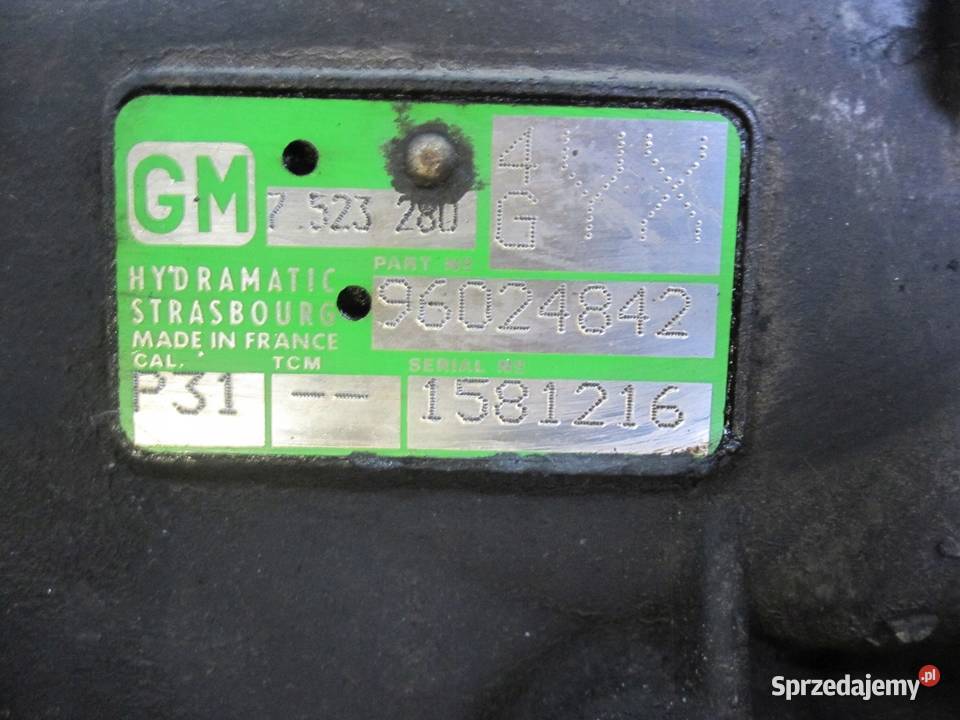 GM
7 523 280
4
G
YX
HYDRAMATIC
STRASBOURG
MADE IN FRANCE
PART Nº
96024842
CAL.
TCM
SERIAL Nº
P31
--
1581216
Sprzedajemy.pl